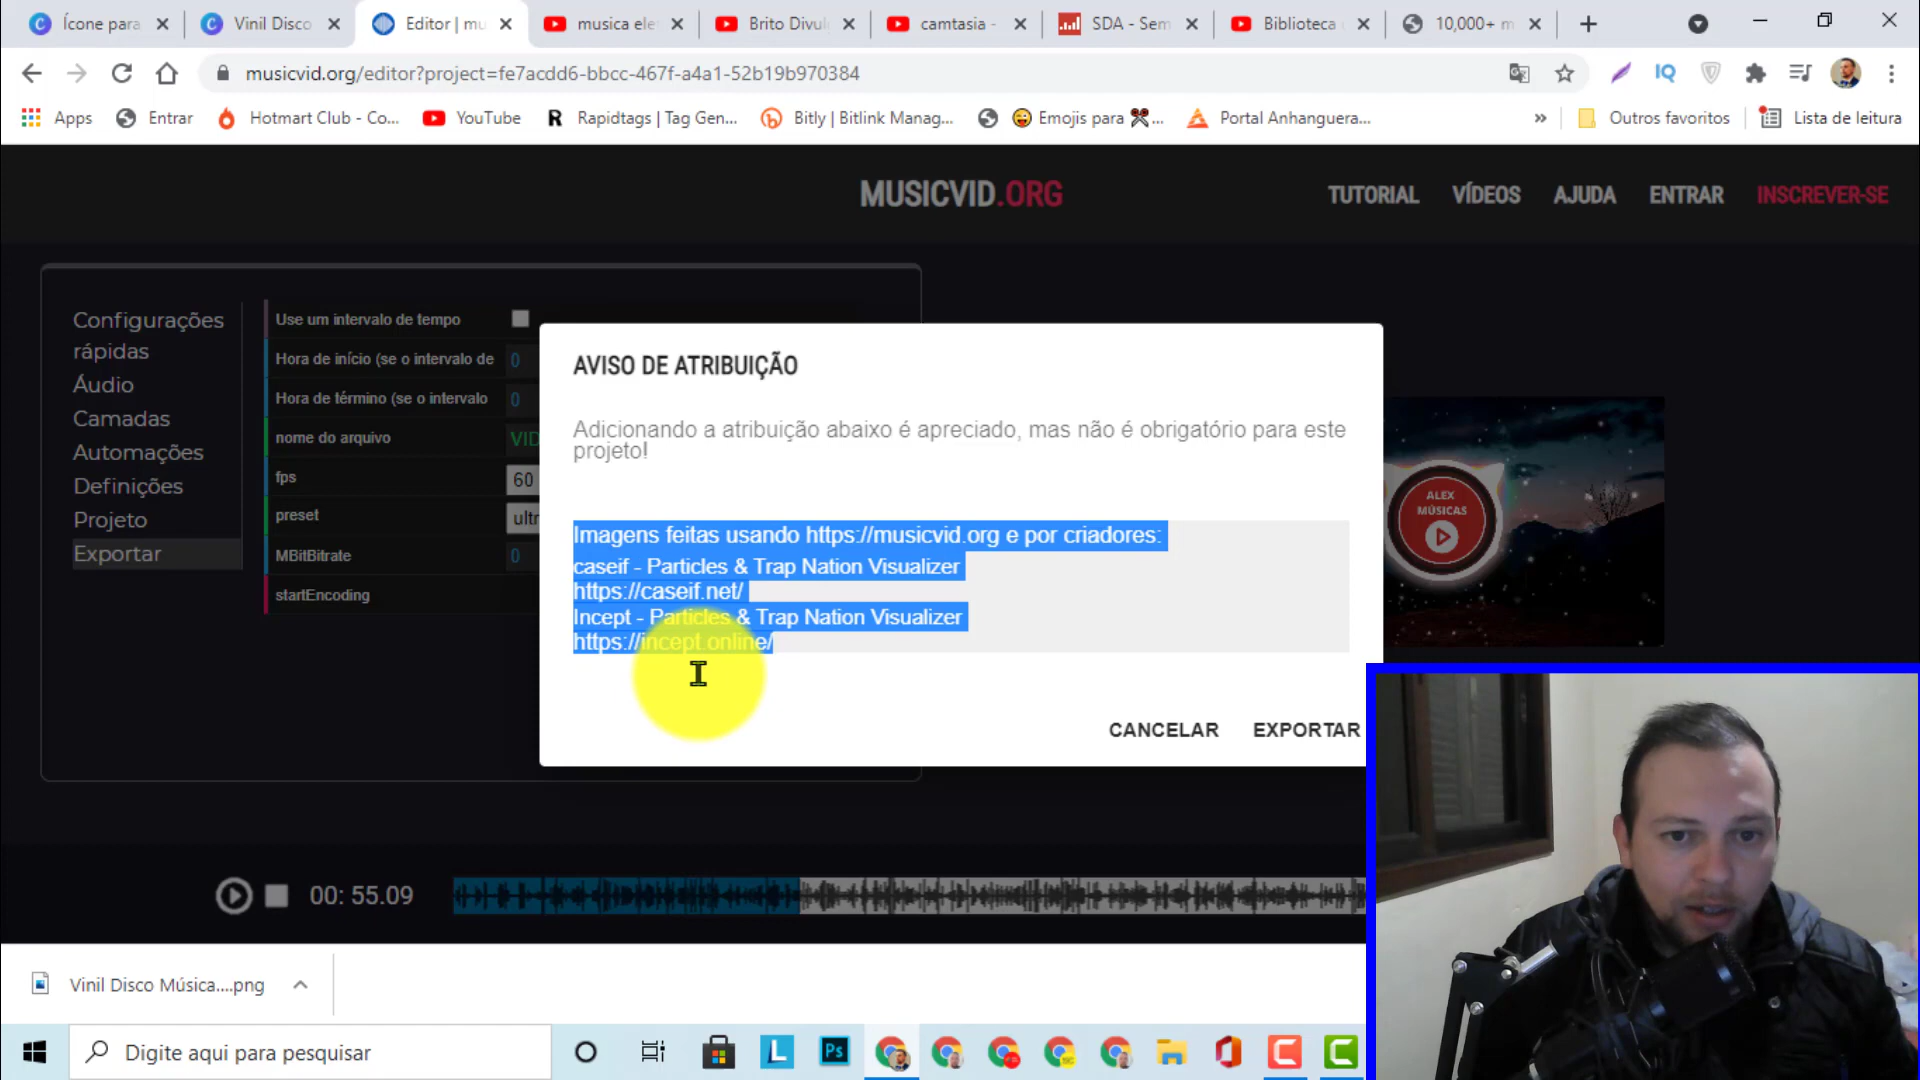 Ícone para
Vinil Disco
Editor | mu
musica ele
Brito Divul
camtasia -
SDA - Sem
Biblioteca
10,000+ m
musicvid.org/editor?project=fe7acdd6-bbcc-467f-a4a1-52b19b970384
IQ
Apps
Entrar
Hotmart Club - Co...
YouTube
R Rapidtags | Tag Gen...
Bitly | Bitlink Manag...
Emojis para ...
Portal Anhanguera...
»
Outros favoritos
Lista de leitura
MUSICVID.ORG
TUTORIAL
VÍDEOS
AJUDA
ENTRAR
INSCREVER-SE
Configurações
rápidas
Áudio
Camadas
Automações
Definições
Projeto
Exportar
Use um intervalo de tempo
Hora de início (se o intervalo de
0
Hora de término (se o intervalo
0
nome do arquivo
VID
fps
60
preset
ultr
MBitBitrate
0
startEncoding
AVISO DE ATRIBUIÇÃO
Adicionando a atribuição abaixo é apreciado, mas não é obrigatório para este
projeto!
Imagens feitas usando https://musicvid.org e por criadores:
caseif - Particles & Trap Nation Visualizer
https://caseif.net/
Incept - Particles & Trap Nation Visualizer
https://incept.online/
CANCELAR
EXPORTAR
ALEX
MÚSICAS
00: 55.09
Vinil Disco Música....png
Digite aqui para pesquisar
L
Ps
C
C